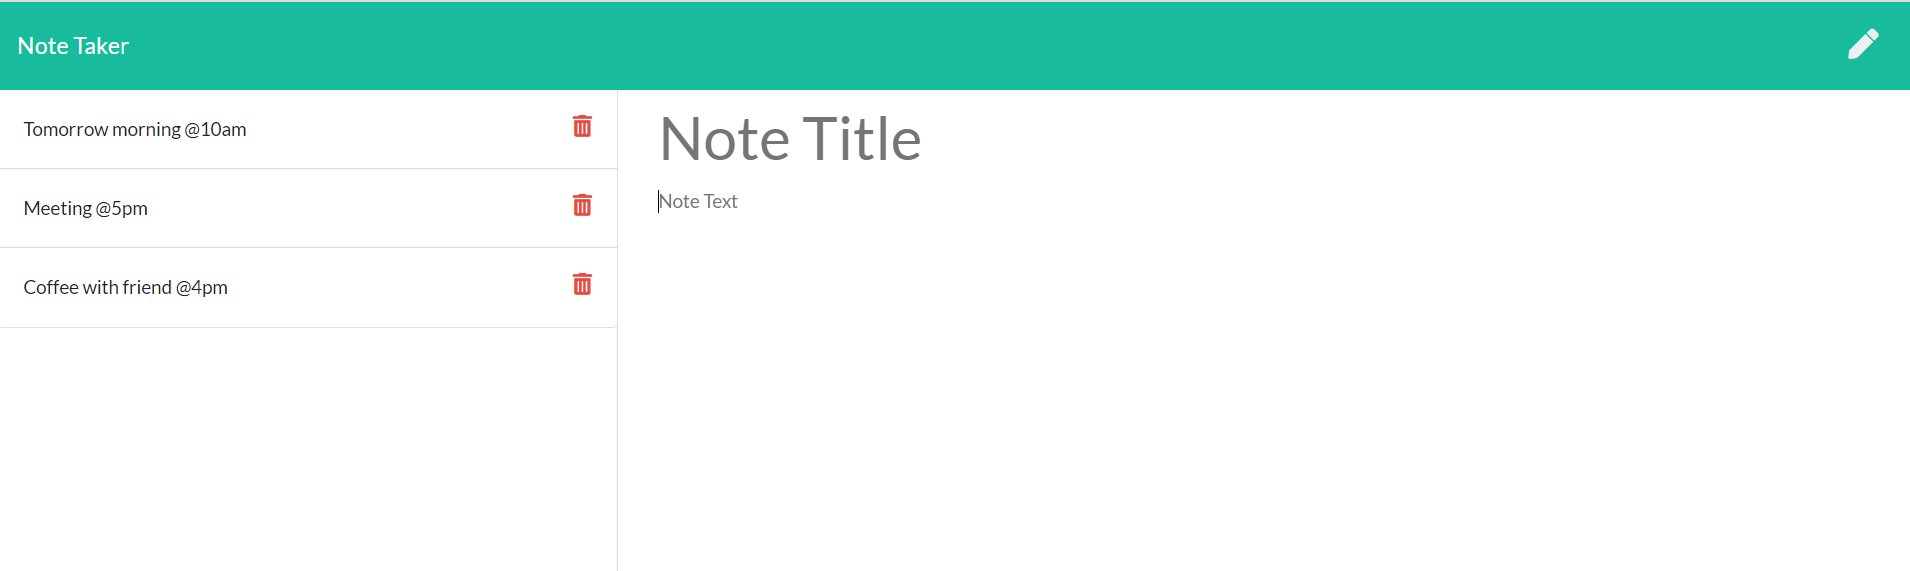 Note Taker
Tomorrow morning @10am
Meeting @5pm
Coffee with friend @4pm
Note Title
Note Text